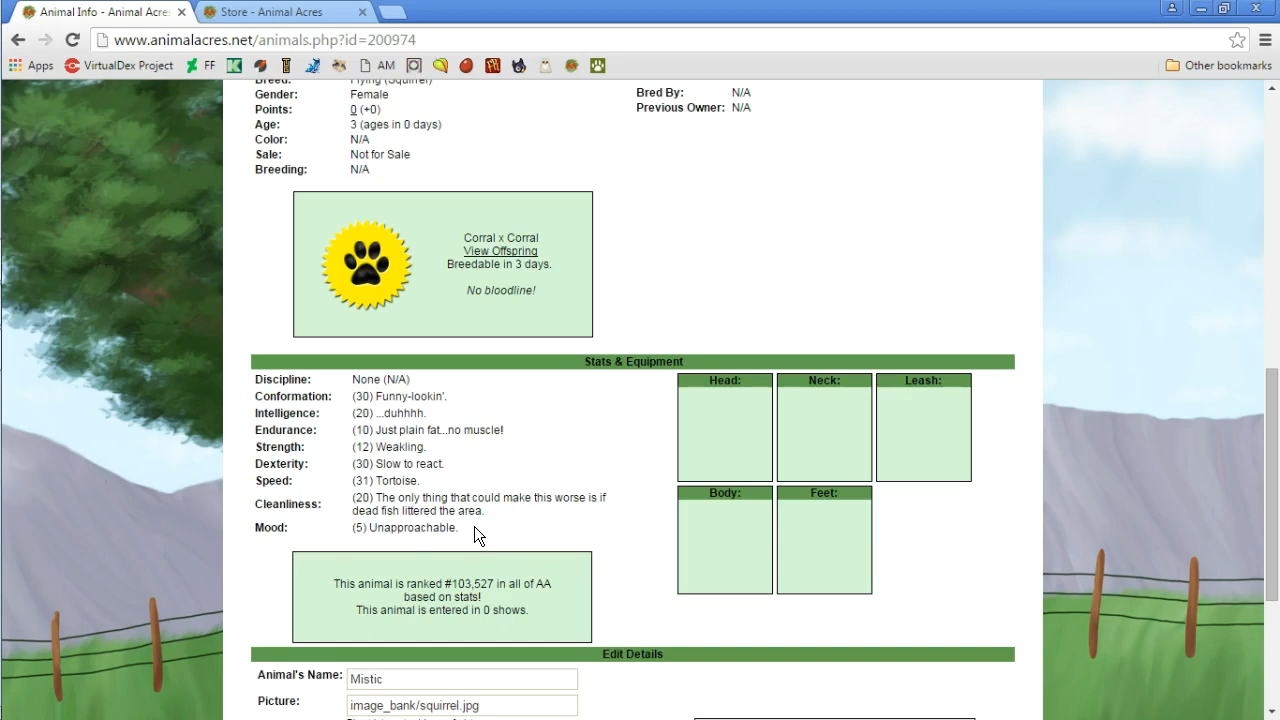 Animal Info - Animal Acre
Store - Animal Acres
www.animalacres.net/animals.php?id=200974
Apps VirtualDex Project FF AM Other bookmarks
Breed: Flying (Squirrel)
Gender: Female
Points: 0 (+0)
Age: 3 (ages in 0 days)
Color: N/A
Sale: Not for Sale
Breeding: N/A
Bred By: N/A
Previous Owner: N/A
Corral x Corral
View Offspring
Breedable in 3 days.
No bloodline!
Stats & Equipment
Discipline: None (N/A)
Conformation: (30) Funny-lookin'.
Intelligence: (20) ...duhhhh.
Endurance: (10) Just plain fat...no muscle!
Strength: (12) Weakling.
Dexterity: (30) Slow to react.
Speed: (31) Tortoise.
Cleanliness: (20) The only thing that could make this worse is if
dead fish littered the area.
Mood: (5) Unapproachable.
Head: Neck: Leash:
Body: Feet:
This animal is ranked #103,527 in all of AA
based on stats!
This animal is entered in 0 shows.
Edit Details
Animal's Name: Mistic
Picture: image_bank/squirrel.jpg